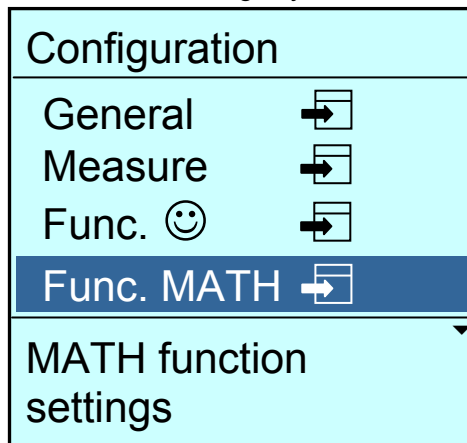 Configuration
General
Measure
Func. ☺
Func. MATH
MATH function
settings